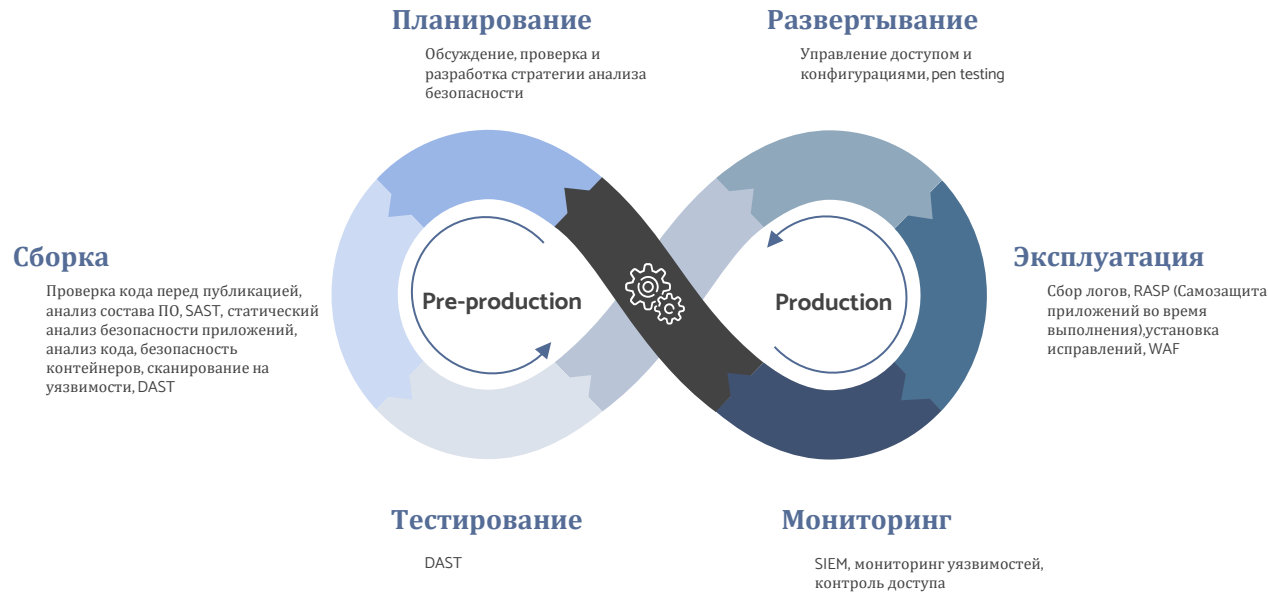 Планирование
Обсуждение, проверка и
разработка стратегии анализа
безопасности
Развертывание
Управление доступом и
конфигурациями, pen testing
Сборка
Проверка кода перед публикацией,
анализ состава ПО, SAST, статический
анализ безопасности приложений,
анализ кода, безопасность
контейнеров, сканирование на
уязвимости, DAST
Pre-production
Production
Эксплуатация
Сбор логов, RASP (Самозащита
приложений во время
выполнения),установка
исправлений, WAF
Тестирование
DAST
Мониторинг
SIEM, мониторинг уязвимостей,
контроль доступа